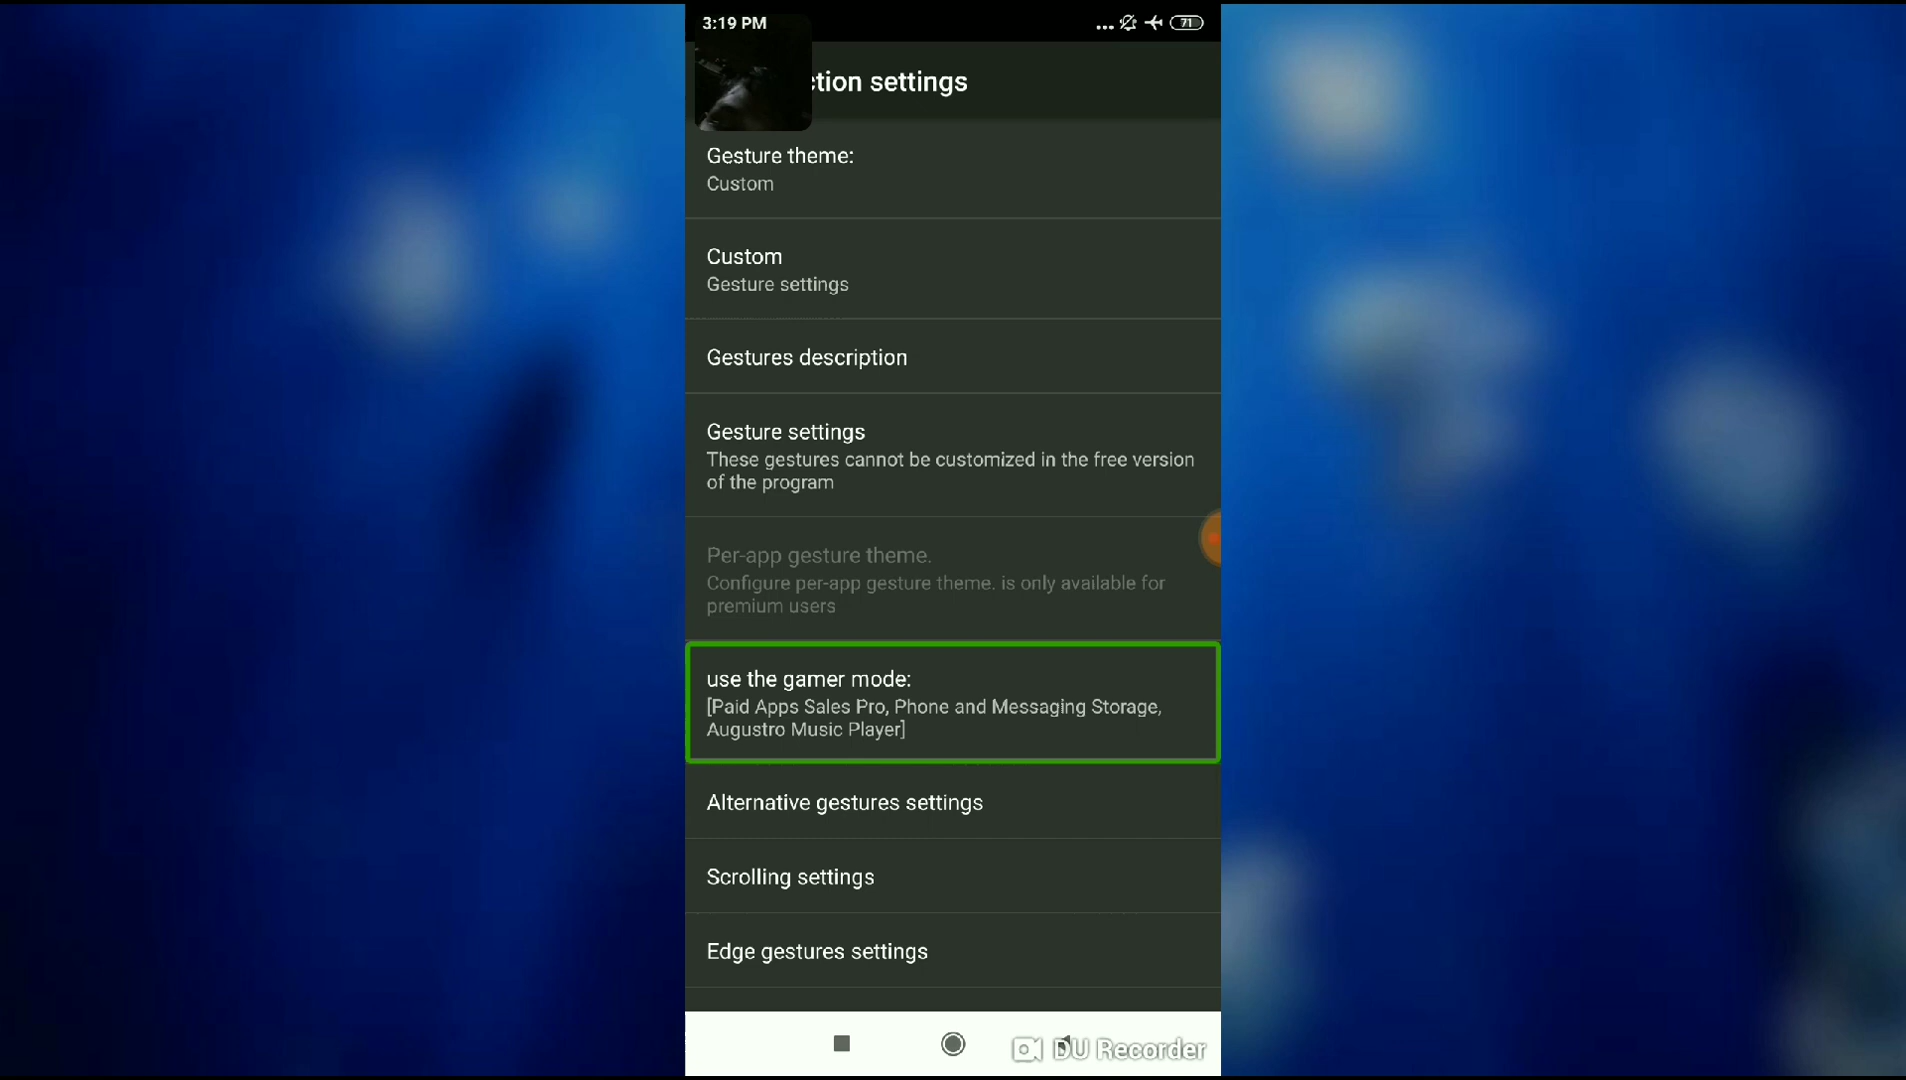 3:19 PM
71
ction settings
Gesture theme:
Custom
Custom
Gesture settings
Gestures description
Gesture settings
These gestures cannot be customized in the free version
of the program
Per-app gesture theme.
Configure per-app gesture theme. is only available for
premium users
use the gamer mode:
[Paid Apps Sales Pro, Phone and Messaging Storage,
Augustro Music Player]
Alternative gestures settings
Scrolling settings
Edge gestures settings
DU Recorder